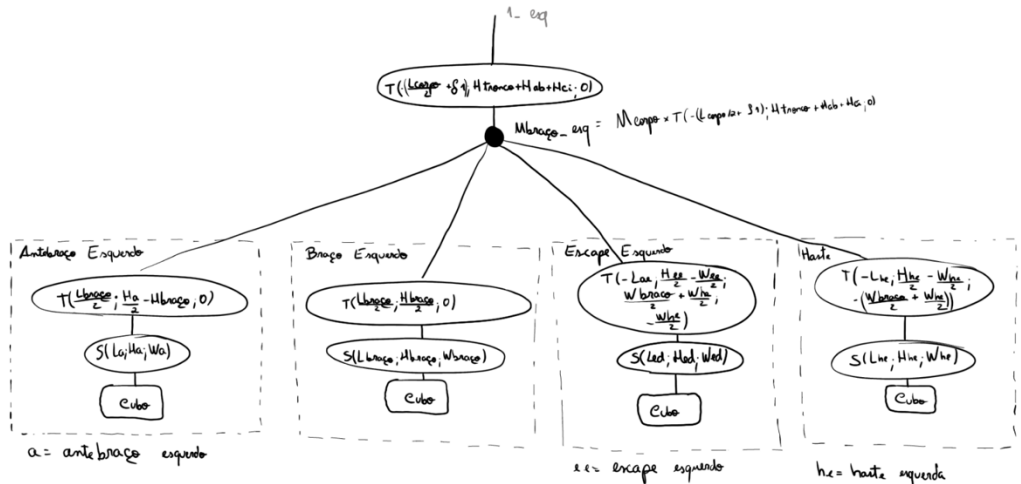 1_ esq
T(-(Lcorpo/2 + δ1); Htronco+Hab+Hci; 0)
Mbraço_esq = Mcorpo x T(-(Lcorpo/2 + δ1); Htronco + Hab + Hci; 0)
Antebraço Esquerdo
T(Lbraço/2; Ha/2 - Hbraço; 0)
S(La; Ha; Wa)
Cubo
a = antebraço esquerdo
Braço Esquerdo
T(Lbraço/2; Hbraço/2; 0)
S(Lbraço; Hbraço; Wbraço)
Cubo
Escape Esquerdo
T(-Lae; Hee/2 - Wee/2;
Wbraço/2 + Whe/2;
-Whe/2)
S(Led; Hed; Wed)
Cubo
ee = escape esquerdo
Haste
T(-Lhe; Hhe/2 - Whe/2;
-(Wbraço/2 + Whe/2))
S(Lhe; Hhe; Whe)
Cubo
he = haste esquerda